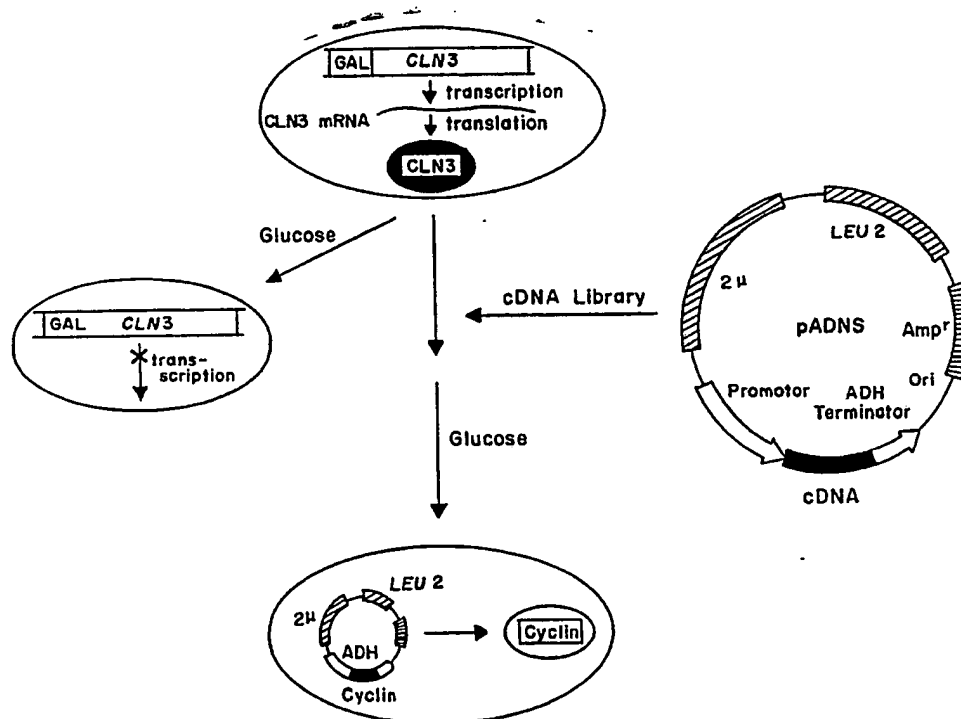 GAL CLN3
transcription
CLN3 mRNA
translation
CLN3
Glucose
cDNA Library
GAL CLN3
trans-
scription
Glucose
LEU 2
2μ
pADNS
Ampr
Ori
Promotor
ADH
Terminator
cDNA
LEU 2
2μ
ADH
Cyclin
Cyclin